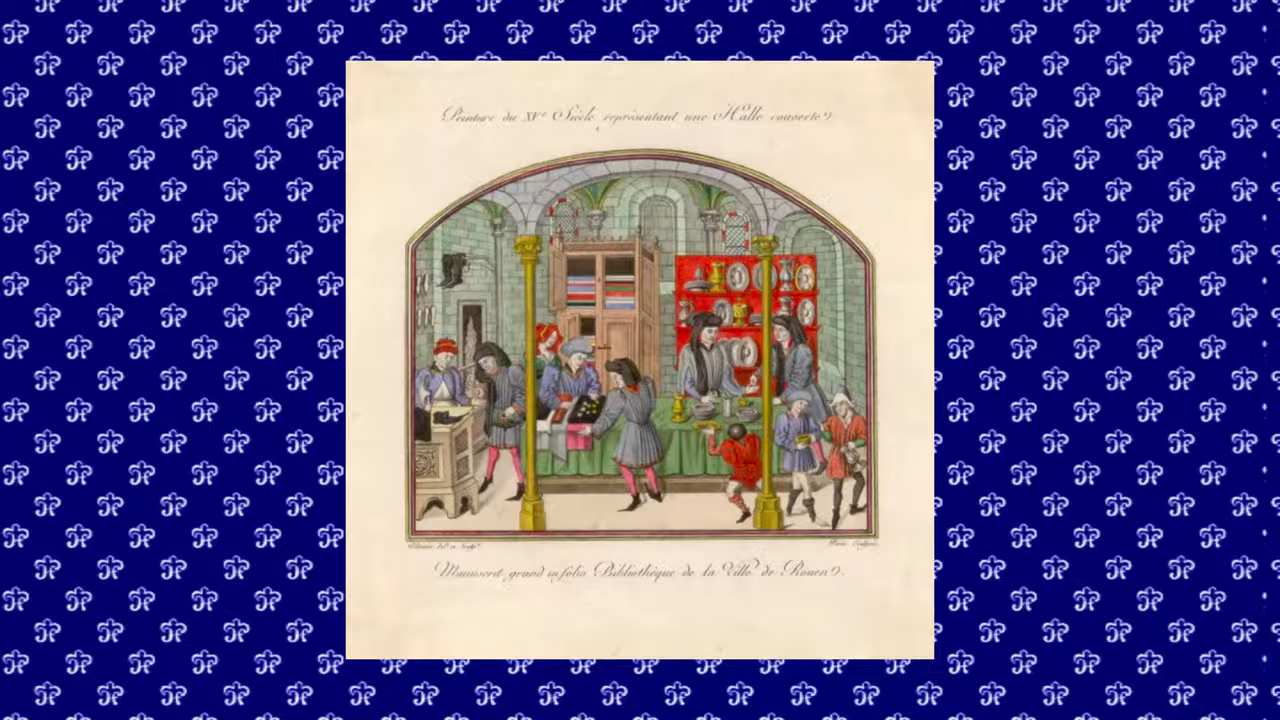 Peinture du XVe Siècle représentant une Halle couverte
Manuscrit grand in folio Bibliothèque de la Ville de Rouen.